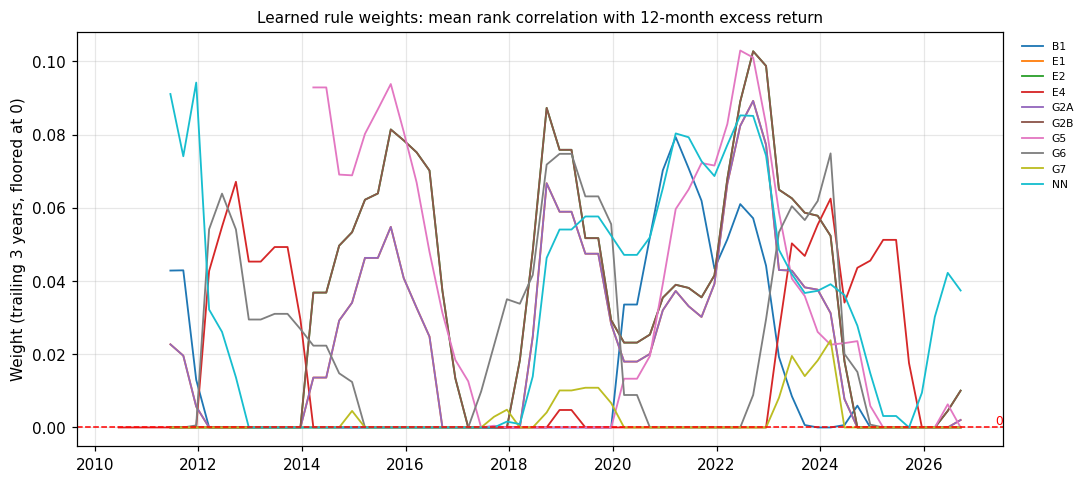 Learned rule weights: mean rank correlation with 12-month excess return
Weight (trailing 3 years, floored at 0)
0.10
0.08
0.06
0.04
0.02
0.00
2010
2012
2014
2016
2018
2020
2022
2024
2026
0
B1
E1
E2
E4
G2A
G2B
G5
G6
G7
NN